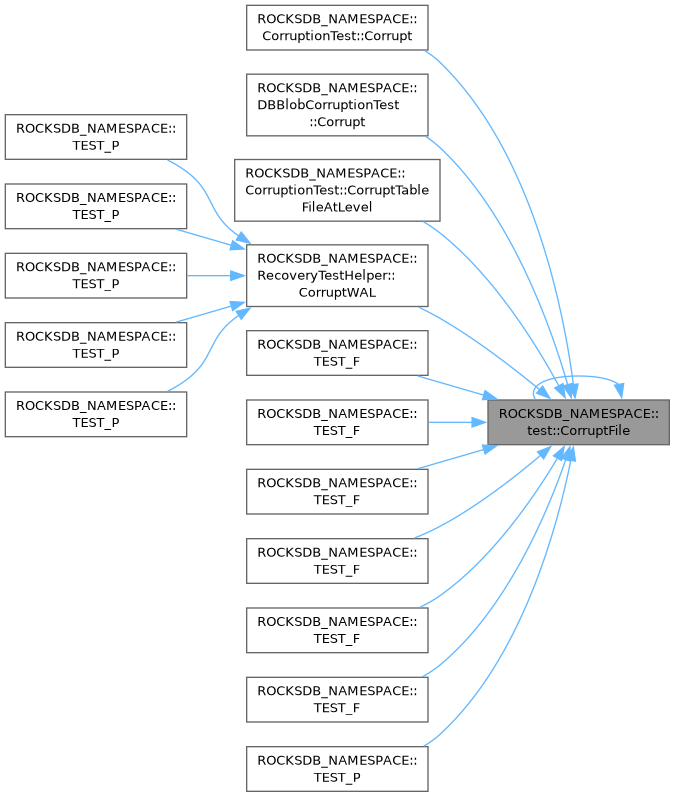 ROCKSDB_NAMESPACE::
TEST_P
ROCKSDB_NAMESPACE::
TEST_P
ROCKSDB_NAMESPACE::
TEST_P
ROCKSDB_NAMESPACE::
TEST_P
ROCKSDB_NAMESPACE::
TEST_P
ROCKSDB_NAMESPACE::
CorruptionTest::Corrupt
ROCKSDB_NAMESPACE::
DBBlobCorruptionTest
::Corrupt
ROCKSDB_NAMESPACE::
CorruptionTest::CorruptTable
FileAtLevel
ROCKSDB_NAMESPACE::
RecoveryTestHelper::
CorruptWAL
ROCKSDB_NAMESPACE::
TEST_F
ROCKSDB_NAMESPACE::
TEST_F
ROCKSDB_NAMESPACE::
TEST_F
ROCKSDB_NAMESPACE::
TEST_F
ROCKSDB_NAMESPACE::
TEST_F
ROCKSDB_NAMESPACE::
TEST_F
ROCKSDB_NAMESPACE::
TEST_P
ROCKSDB_NAMESPACE::
test::CorruptFile